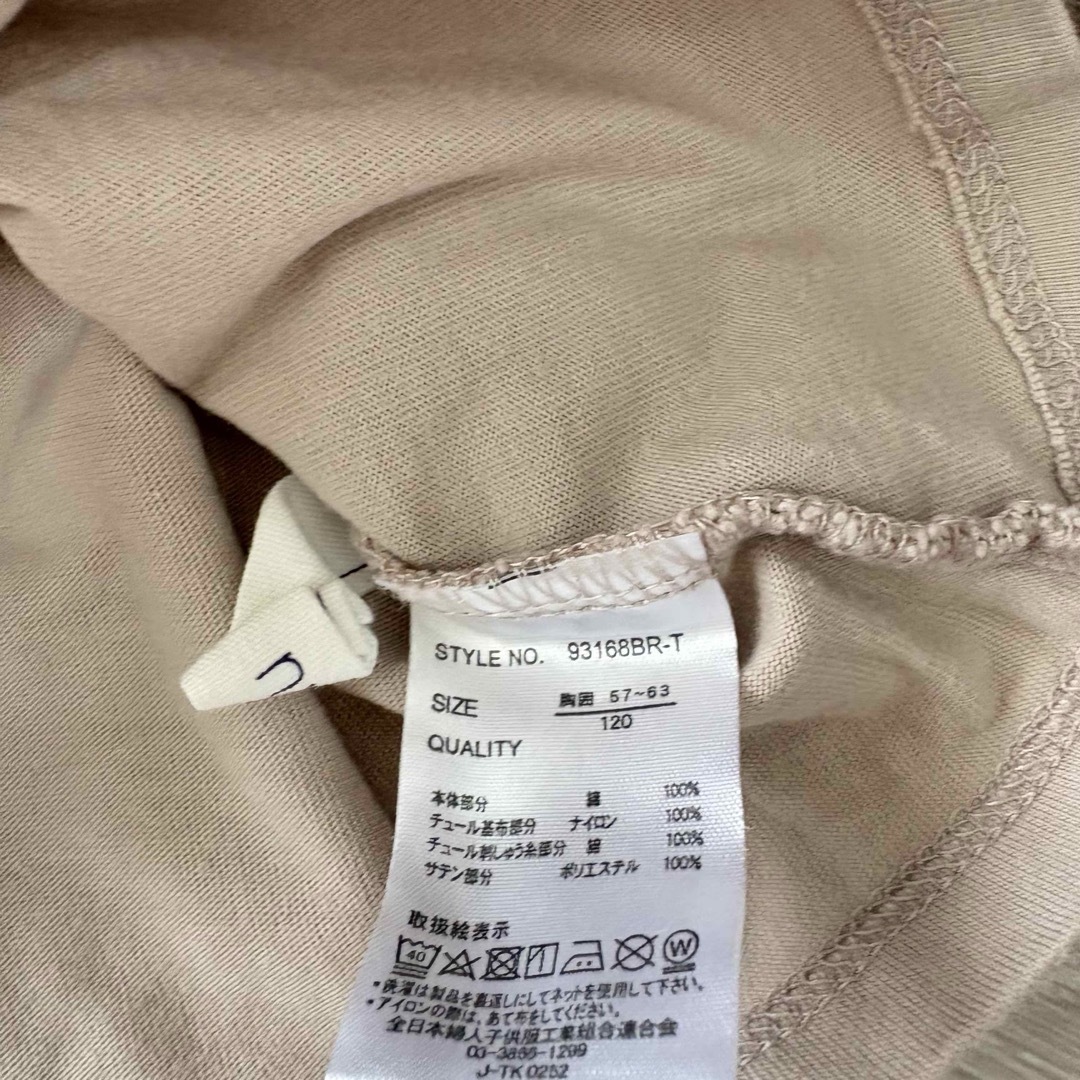 STYLE NO. 93168BR-T
SIZE 胸囲 57~63
120
QUALITY
本体部分 綿 100%
チュール基布部分 ナイロン 100%
チュール刺しゅう糸部分 綿 100%
サテン部分 ポリエステル 100%
取扱絵表示
40 W
*洗濯は製品を裏返しにしてネットを使用して下さい。
*アイロンの際は、あて布をしてください。
全日本婦人子供服工業組合連合会
03-3866-1299
J-TK 0252